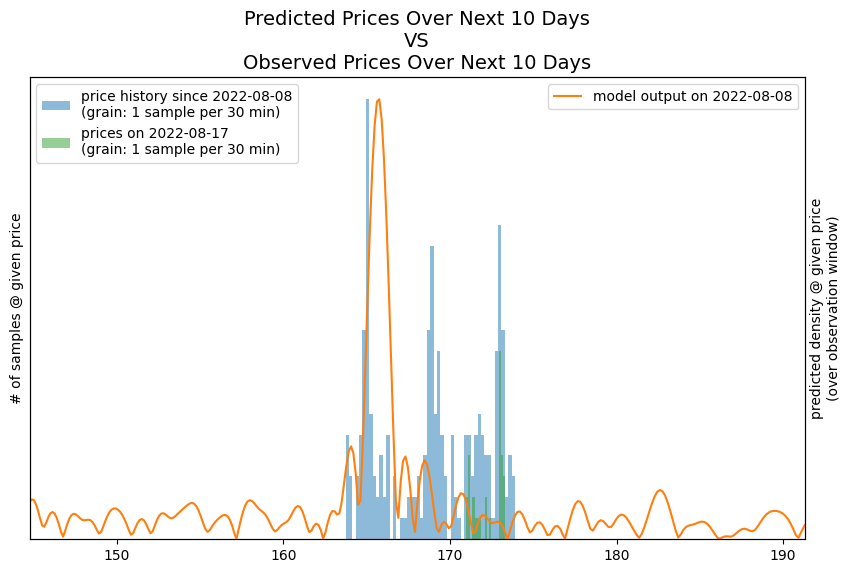 Predicted Prices Over Next 10 Days
VS
Observed Prices Over Next 10 Days
price history since 2022-08-08
(grain: 1 sample per 30 min)
prices on 2022-08-17
(grain: 1 sample per 30 min)
model output on 2022-08-08
# of samples @ given price
predicted density @ given price
(over observation window)
150
160
170
180
190